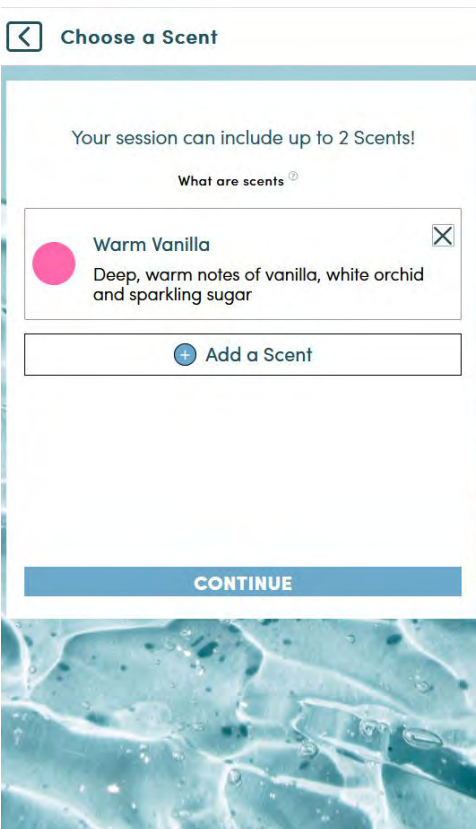 Choose a Scent
Your session can include up to 2 Scents!
What are scents ?
Warm Vanilla
Deep, warm notes of vanilla, white orchid
and sparkling sugar
+ Add a Scent
CONTINUE